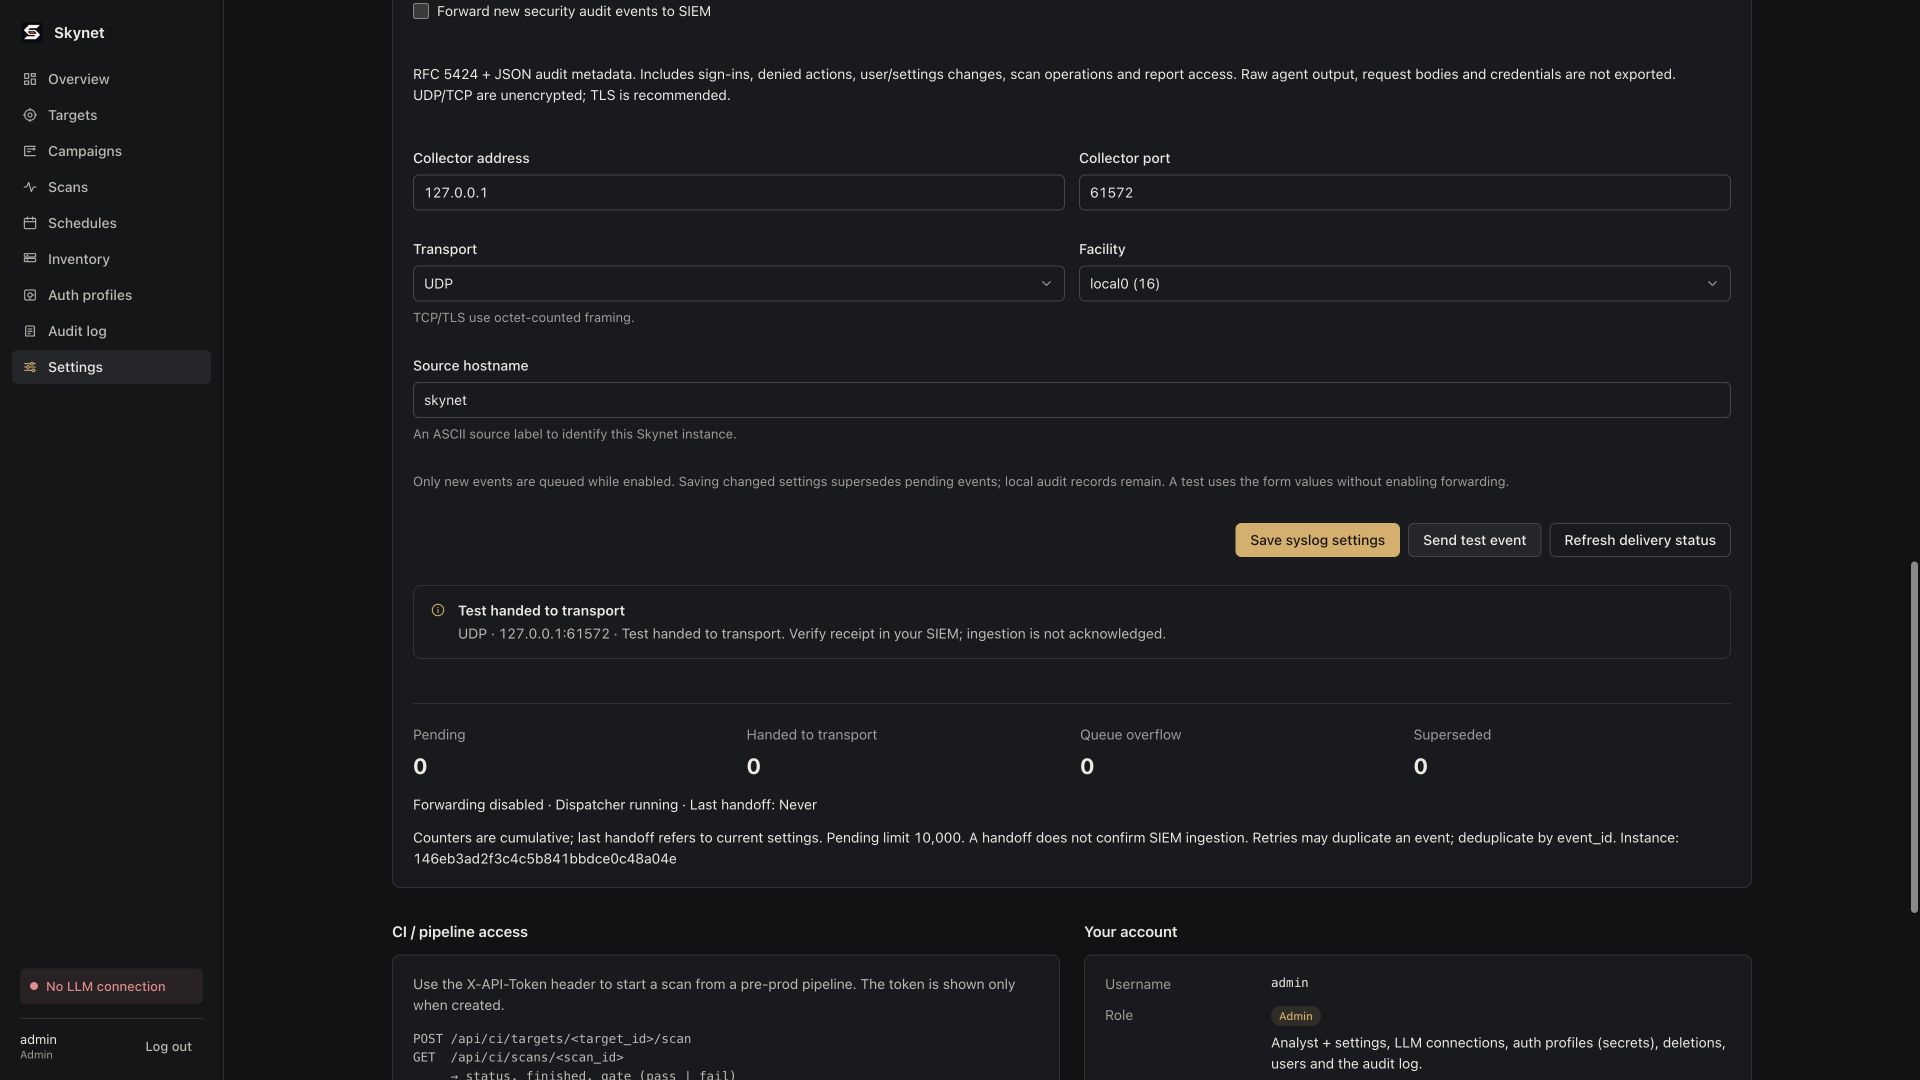 Skynet
Overview
Targets
Campaigns
Scans
Schedules
Inventory
Auth profiles
Audit log
Settings
No LLM connection
admin
Admin
Log out
Forward new security audit events to SIEM
RFC 5424 + JSON audit metadata. Includes sign-ins, denied actions, user/settings changes, scan operations and report access. Raw agent output, request bodies and credentials are not exported.
UDP/TCP are unencrypted; TLS is recommended.
Collector address
Collector port
127.0.0.1
61572
Transport
Facility
UDP
local0 (16)
TCP/TLS use octet-counted framing.
Source hostname
skynet
An ASCII source label to identify this Skynet instance.
Only new events are queued while enabled. Saving changed settings supersedes pending events; local audit records remain. A test uses the form values without enabling forwarding.
Save syslog settings
Send test event
Refresh delivery status
Test handed to transport
UDP · 127.0.0.1:61572 · Test handed to transport. Verify receipt in your SIEM; ingestion is not acknowledged.
Pending
Handed to transport
Queue overflow
Superseded
0
0
0
0
Forwarding disabled · Dispatcher running · Last handoff: Never
Counters are cumulative; last handoff refers to current settings. Pending limit 10,000. A handoff does not confirm SIEM ingestion. Retries may duplicate an event; deduplicate by event_id. Instance:
146eb3ad2f3c4c5b841bbdce0c48a04e
CI / pipeline access
Use the X-API-Token header to start a scan from a pre-prod pipeline. The token is shown only
when created.
POST /api/ci/targets/<target_id>/scan
GET /api/ci/scans/<scan_id>
→ status, finished, gate (pass | fail)
Your account
Username
admin
Role
Admin
Analyst + settings, LLM connections, auth profiles (secrets), deletions,
users and the audit log.